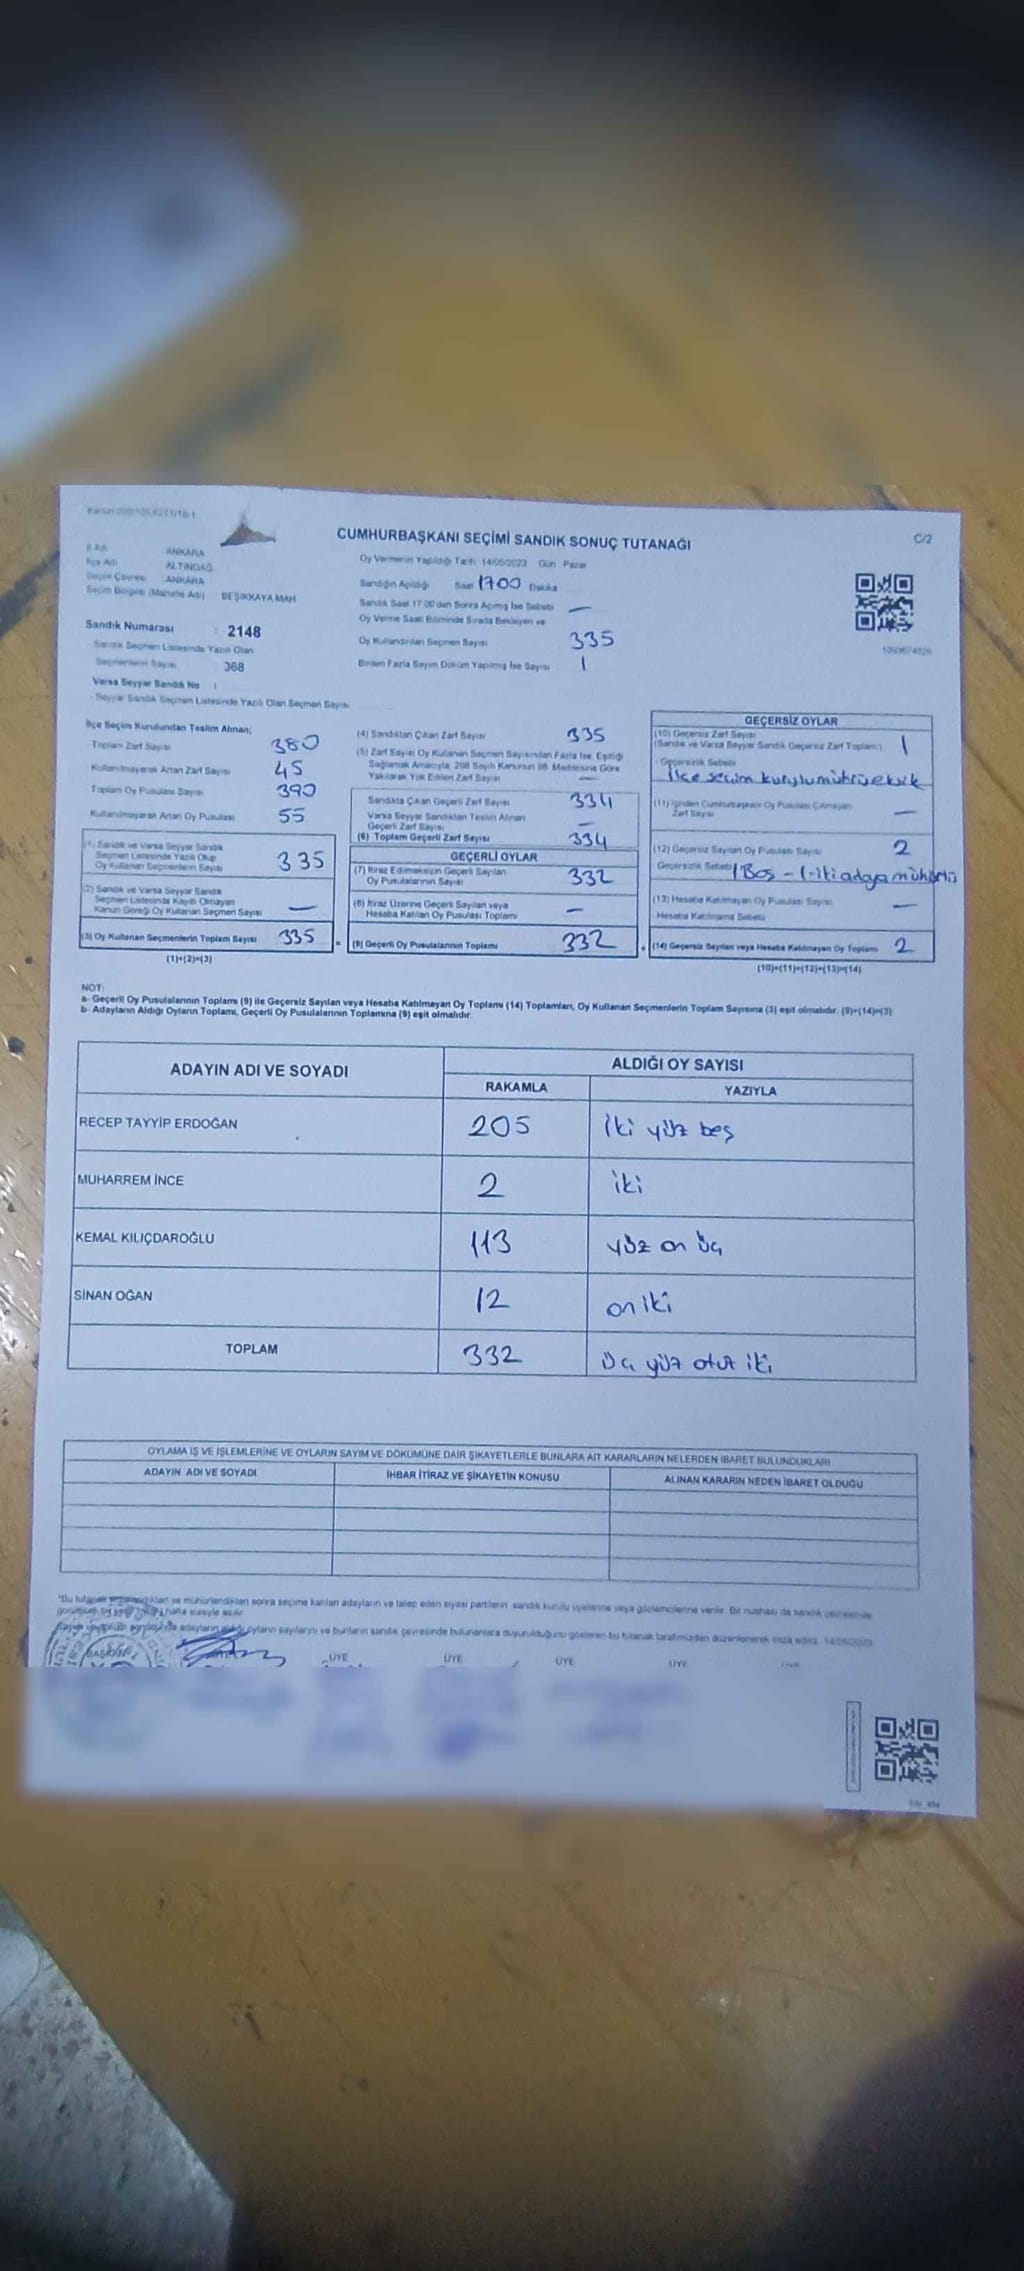 CUMHURBAŞKANI SEÇİMİ SANDIK SONUÇ TUTANAĞI
C/2
İl Adı : ANKARA
İlçe Adı : ALTINDAĞ
Seçim Çevresi : ANKARA
Seçim Bölgesi (Mahalle Adı) BEŞIKKAYA MAH.
Sandık Numarası : 2148
Sandık Seçmen Listesinde Yazılı Olan
Seçmenlerin Sayısı : 368
Varsa Seyyar Sandık No :
Seyyar Sandık Seçmen Listesinde Yazılı Olan Seçmen Sayısı
Oy Vermenin Yapıldığı Tarih: 14/05/2023 Gün: Pazar
Sandığın Açıldığı Saat 1700 Dakika
Sandık Saat 17:00'den Sonra Açılmış İse Sebebi —
Oy Verme Saati Bitiminde Sırada Bekleyen ve
Oy Kullandırılan Seçmen Sayısı 335
Birden Fazla Sayım Döküm Yapılmış İse Sayısı 1
İlçe Seçim Kurulundan Teslim Alınan;
Toplam Zarf Sayısı 380
Kullanılmayarak Artan Zarf Sayısı 45
Toplam Oy Pusulası Sayısı 390
Kullanılmayarak Artan Oy Pusulası 55
(1) Sandık ve Varsa Seyyar Sandık
Seçmen Listesinde Yazılı Olup
Oy Kullanan Seçmenlerin Sayısı 335
(2) Sandık ve Varsa Seyyar Sandık
Seçmen Listesinde Kayıtlı Olmayan
Kanun Gereği Oy Kullanan Seçmen Sayısı —
(3) Oy Kullanan Seçmenlerin Toplam Sayısı 335
(1)+(2)=(3)
(4) Sandıktan Çıkan Zarf Sayısı 335
(5) Zarf Sayısı Oy Kullanan Seçmen Sayısından Fazla İse, Eşitliği
Sağlamak Amacıyla, 298 Sayılı Kanunun 98. Maddesine Göre
Yakılarak Yok Edilen Zarf Sayısı —
Sandıkta Çıkan Geçerli Zarf Sayısı 334
Varsa Seyyar Sandıktan Teslim Alınan
Geçerli Zarf Sayısı —
(6) Toplam Geçerli Zarf Sayısı 334
GEÇERLİ OYLAR
(7) İtiraz Edilmeksizin Geçerli Sayılan
Oy Pusulalarının Sayısı 332
(8) İtiraz Üzerine Geçerli Sayılan veya
Hesaba Katılan Oy Pusulası Toplamı —
= (9) Geçerli Oy Pusulalarının Toplamı 332
GEÇERSİZ OYLAR
(10) Geçersiz Zarf Sayısı
(Sandık ve Varsa Seyyar Sandık Geçersiz Zarf Toplamı) 1
Geçersizlik Sebebi
İlçe seçim kurulu mührü eksik
(11) İçinden Cumhurbaşkanı Oy Pusulası Çıkmayan
Zarf Sayısı —
(12) Geçersiz Sayılan Oy Pusulası Sayısı 2
Geçersizlik Sebebi 1 Boş - 1 - iki adaya mühürlü
(13) Hesaba Katılmayan Oy Pusulası Sayısı —
Hesaba Katılmama Sebebi
+ (14) Geçersiz Sayılan veya Hesaba Katılmayan Oy Toplamı 2
(10)+(11)+(12)+(13)=(14)
NOT:
a- Geçerli Oy Pusulalarının Toplamı (9) ile Geçersiz Sayılan veya Hesaba Katılmayan Oy Toplamı (14) Toplamları, Oy Kullanan Seçmenlerin Toplam Sayısına (3) eşit olmalıdır. (9)+(14)=(3)
b- Adayların Aldığı Oyların Toplamı, Geçerli Oy Pusulalarının Toplamına (9) eşit olmalıdır.
ADAYIN ADI VE SOYADI ALDIĞI OY SAYISI
RAKAMLA YAZIYLA
RECEP TAYYİP ERDOĞAN 205 iki yüz beş
MUHARREM İNCE 2 iki
KEMAL KILIÇDAROĞLU 113 yüz on üç
SİNAN OĞAN 12 on iki
TOPLAM 332 üç yüz otuz iki
OYLAMA İŞ VE İŞLEMLERİNE VE OYLARIN SAYIM VE DÖKÜMÜNE DAİR ŞİKAYETLERLE BUNLARA AİT KARARLARIN NELERDEN İBARET BULUNDUKLARI
ADAYIN ADI VE SOYADI İHBAR İTİRAZ VE ŞİKAYETİN KONUSU ALINAN KARARIN NEDEN İBARET OLDUĞU
ve mühürlendikten sonra seçime katılan adayların ve talep eden siyasi partilerin sandık kurulu üyelerine veya gözlemcilerine verilir. Bir nushası da sandık çevresinde
hafta süreyle asılır.
adayların aldığı oyların sayılarını ve bunların sandık çevresinde bulunanlara duyurulduğunu gösteren bu tutanak tarafımızdan düzenlenerek imza edildi. 14/05/2023
BAŞKAN ÜYE ÜYE ÜYE ÜYE